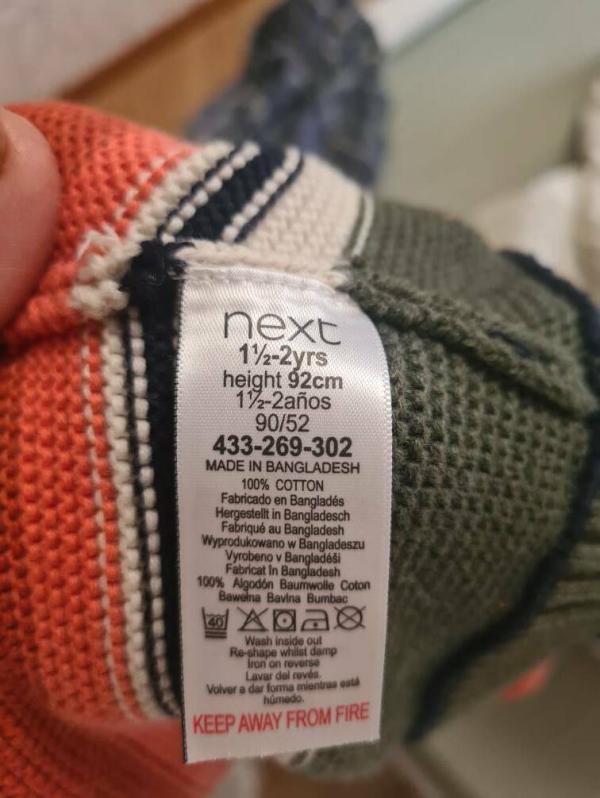 next
1½-2yrs
height 92cm
1½-2años
90/52
433-269-302
MADE IN BANGLADESH
100% COTTON
Fabricado en Bangladés
Hergestellt in Bangladesch
Fabriqué au Bangladesh
Wyprodukowano w Bangladeszu
Vyrobeno v Bangladéši
Fabricat în Bangladesh
100% Algodón Baumwolle Coton
Bawełna Bavlna Bumbac
40
Wash inside out
Re-shape whilst damp
Iron on reverse
Lavar del revés.
Volver a dar forma mientras está
húmedo.
KEEP AWAY FROM FIRE